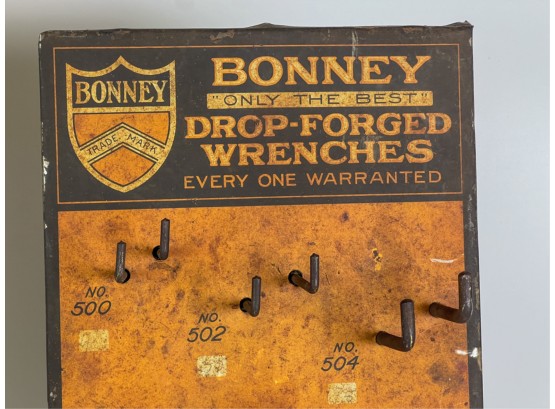 BONNEY
TRADE MARK
BONNEY
"ONLY THE BEST"
DROP-FORGED
WRENCHES
EVERY ONE WARRANTED
NO.
500
NO.
502
NO.
504